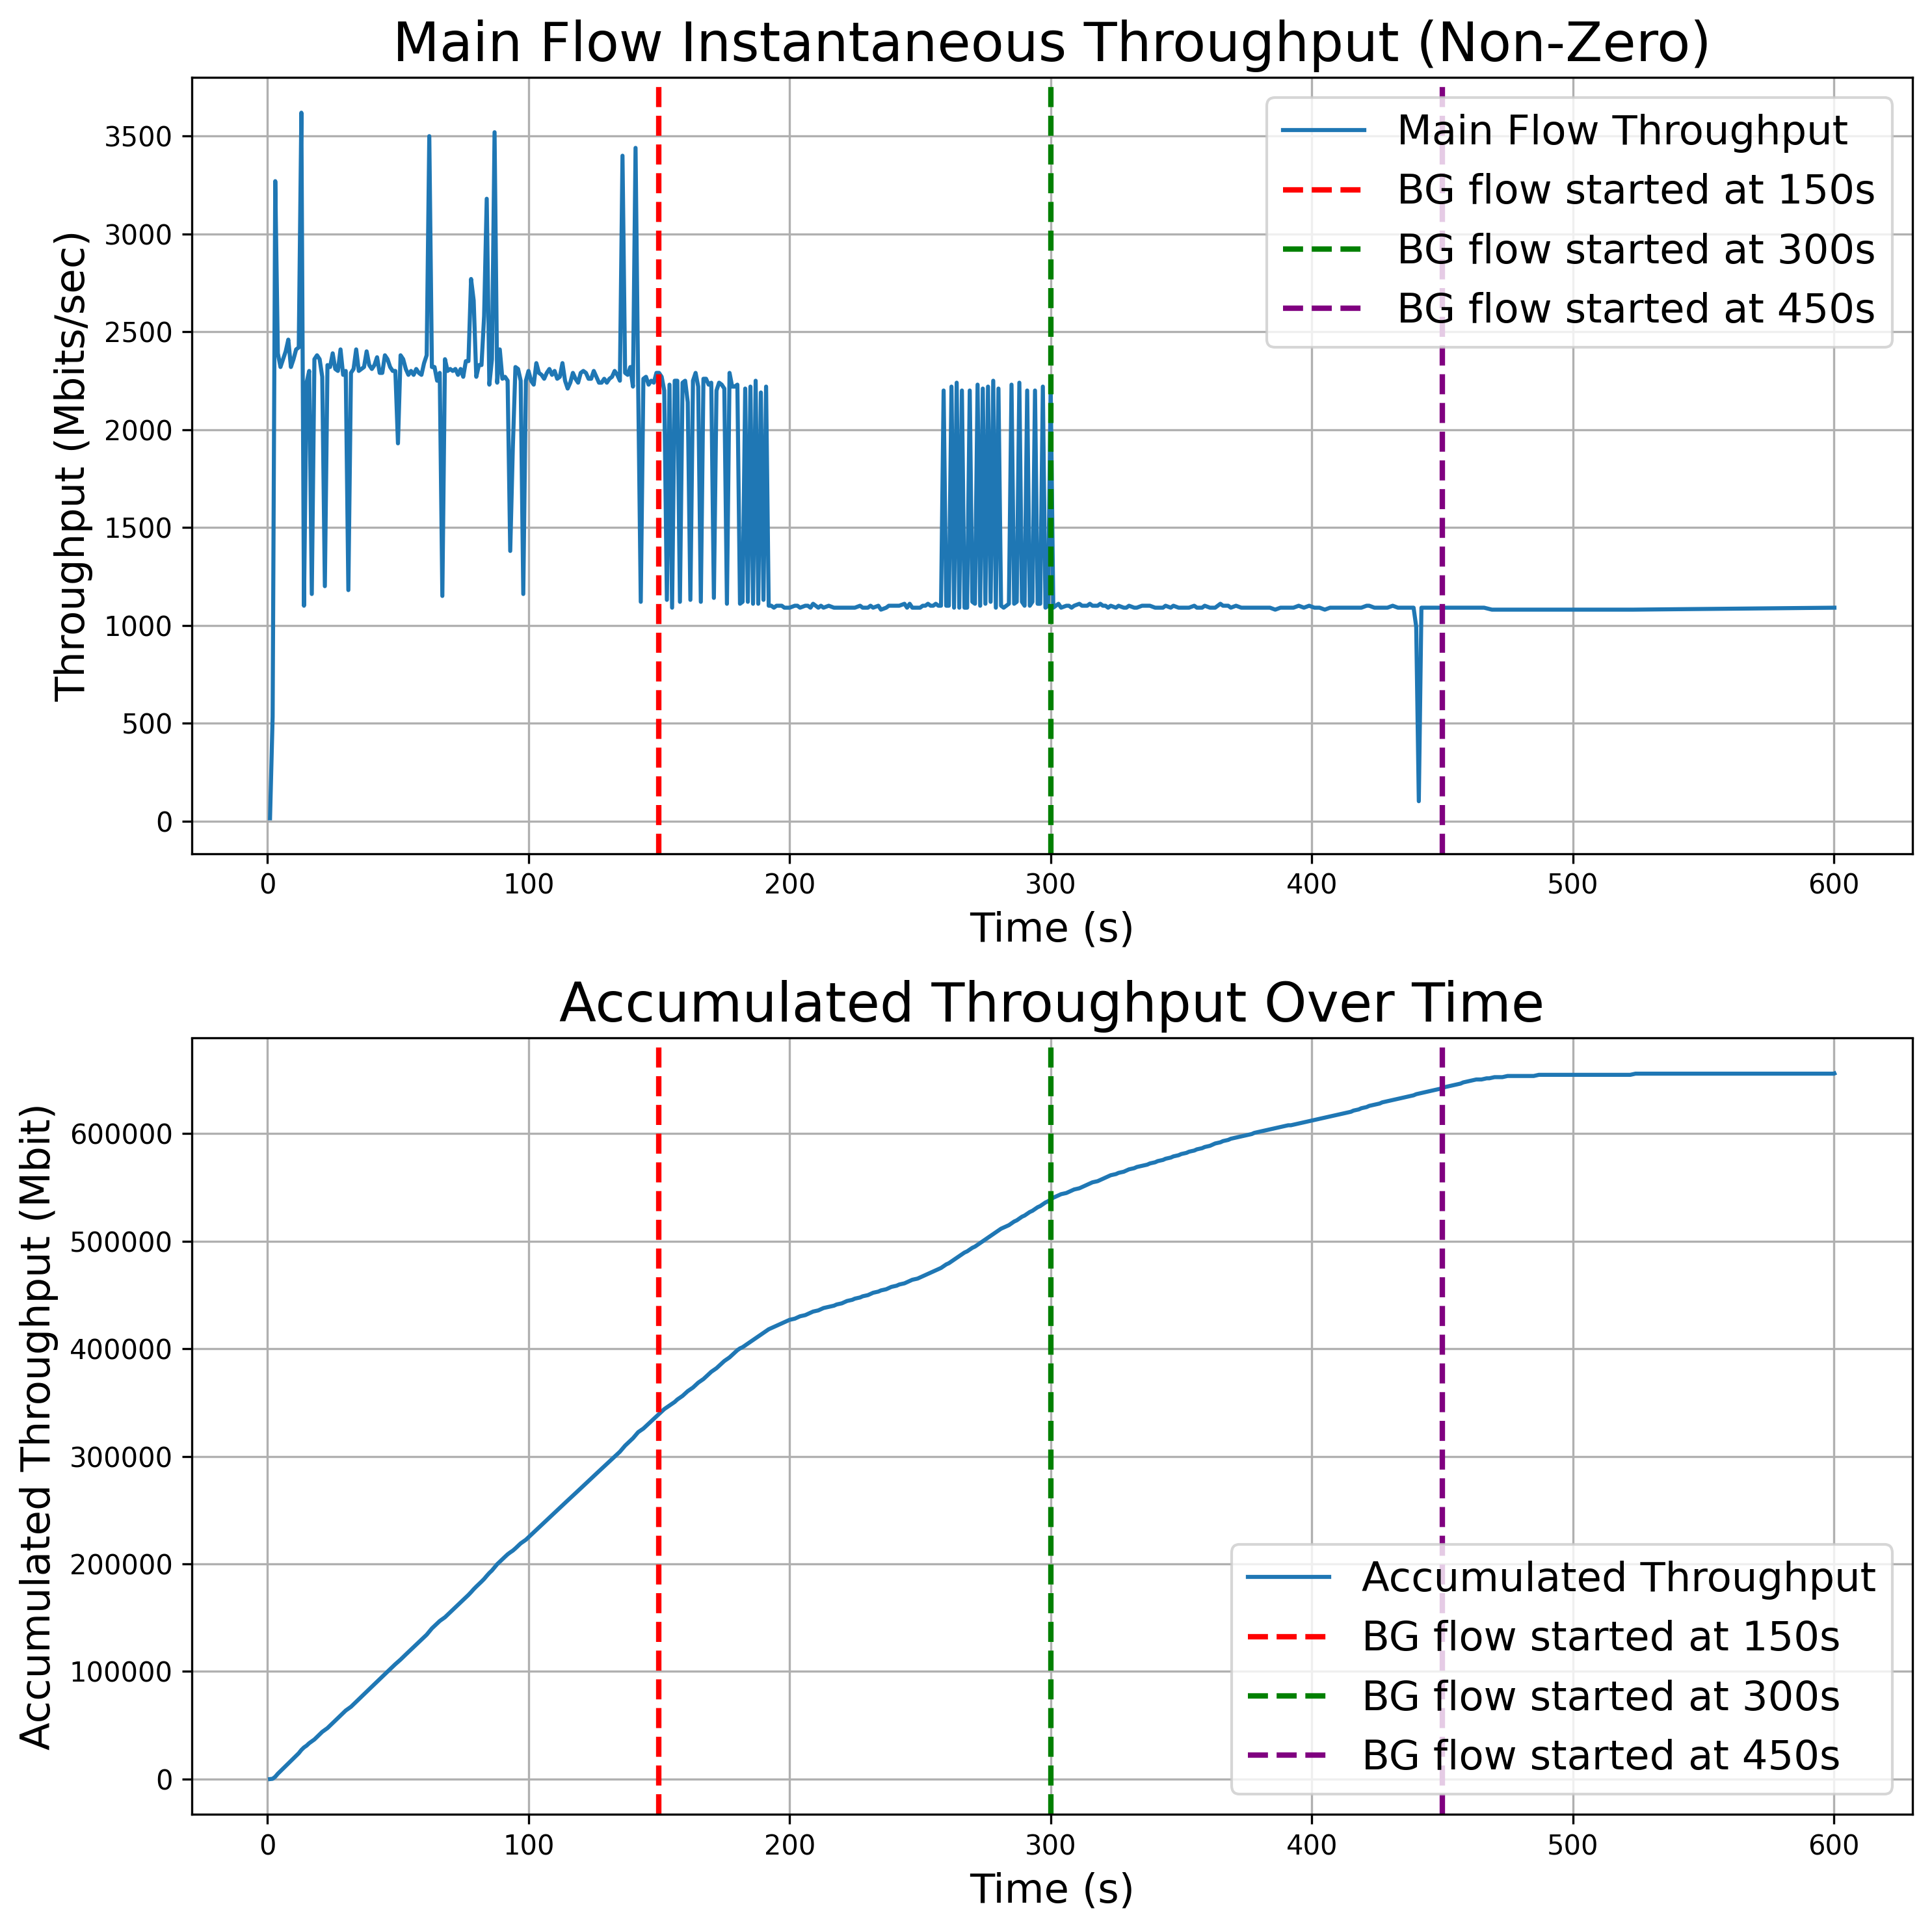 Main Flow Instantaneous Throughput (Non-Zero)
Throughput (Mbits/sec)
3500
3000
2500
2000
1500
1000
500
0
Main Flow Throughput
BG flow started at 150s
BG flow started at 300s
BG flow started at 450s
0 100 200 300 400 500 600
Time (s)
Accumulated Throughput Over Time
Accumulated Throughput (Mbit)
600000
500000
400000
300000
200000
100000
0
Accumulated Throughput
BG flow started at 150s
BG flow started at 300s
BG flow started at 450s
0 100 200 300 400 500 600
Time (s)